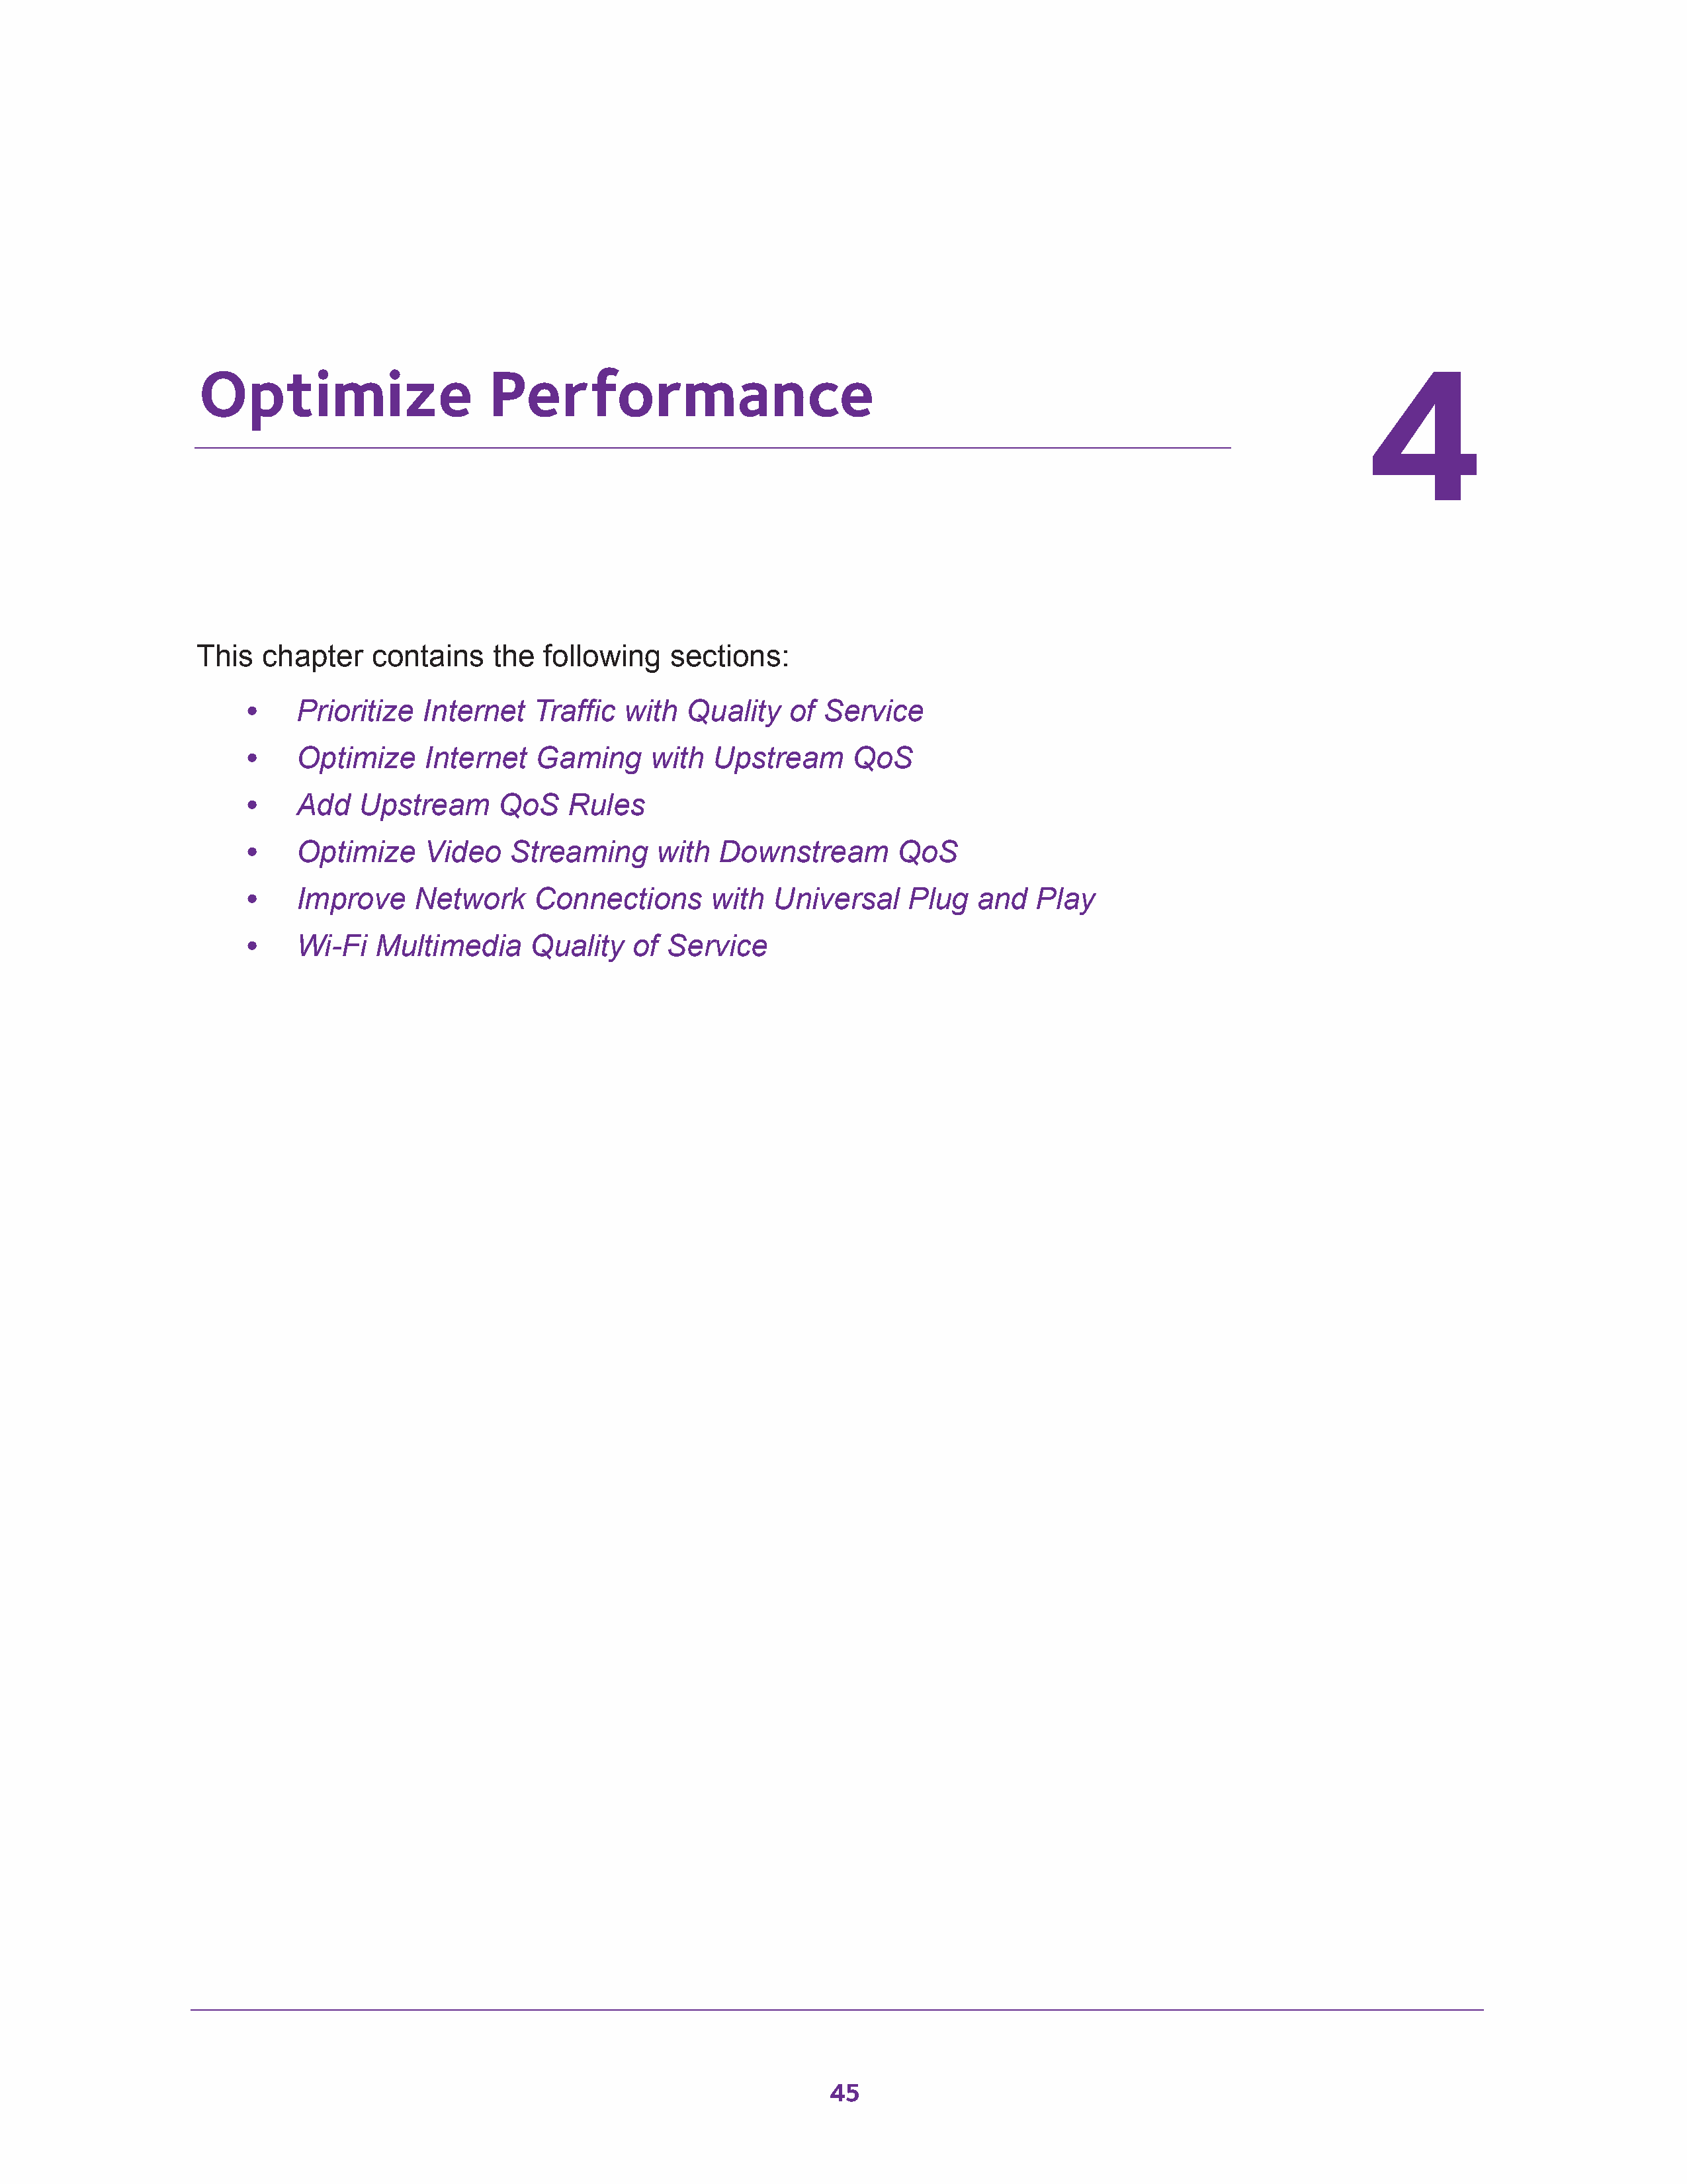 Optimize Performance
4
This chapter contains the following sections:
• Prioritize Internet Traffic with Quality of Service
• Optimize Internet Gaming with Upstream QoS
• Add Upstream QoS Rules
• Optimize Video Streaming with Downstream QoS
• Improve Network Connections with Universal Plug and Play
• Wi-Fi Multimedia Quality of Service
45